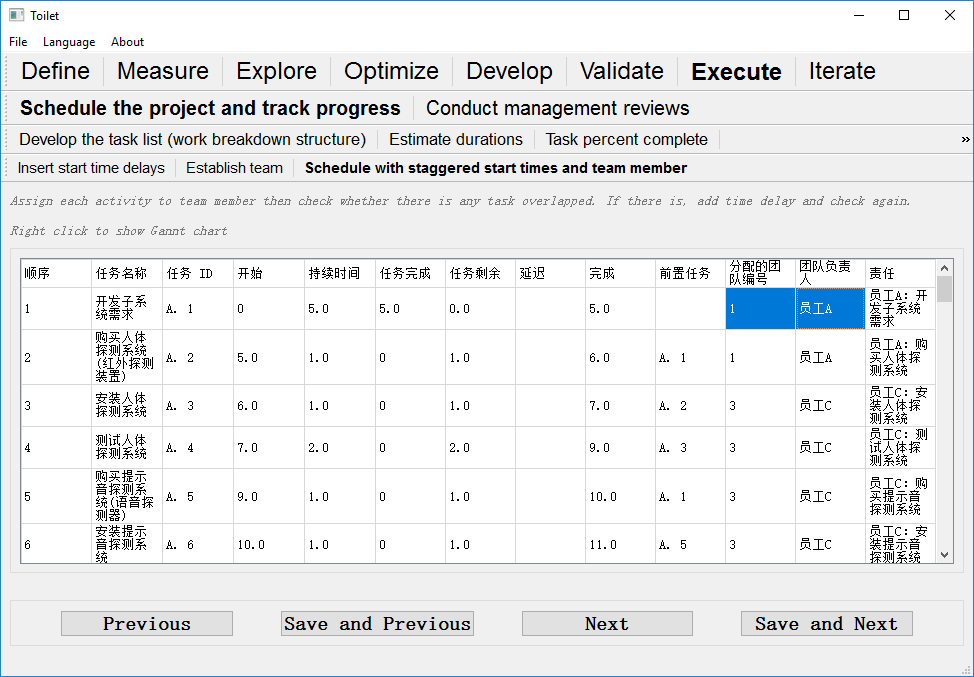 Toilet
File Language About
Define Measure Explore Optimize Develop Validate Execute Iterate
Schedule the project and track progress Conduct management reviews
Develop the task list (work breakdown structure) Estimate durations Task percent complete »
Insert start time delays Establish team Schedule with staggered start times and team member
Assign each activity to team member then check whether there is any task overlapped. If there is, add time delay and check again.
Right click to show Gannt chart
顺序 任务名称 任务 ID 开始 持续时间 任务完成 任务剩余 延迟 完成 前置任务 分配的团队编号 团队负责人 责任
1 开发子系统需求 A. 1 0 5.0 5.0 0.0 5.0 1 员工A 员工A: 开发子系统需求
2 购买人体探测系统(红外探测装置) A. 2 5.0 1.0 0 1.0 6.0 A. 1 1 员工A 员工A: 购买人体探测系统
3 安装人体探测系统 A. 3 6.0 1.0 0 1.0 7.0 A. 2 3 员工C 员工C: 安装人体探测系统
4 测试人体探测系统 A. 4 7.0 2.0 0 2.0 9.0 A. 3 3 员工C 员工C: 测试人体探测系统
5 购买提示音探测系统(语音探测器) A. 5 9.0 1.0 0 1.0 10.0 A. 1 3 员工C 员工C: 购买提示音探测系统
6 安装提示音探测系统 A. 6 10.0 1.0 0 1.0 11.0 A. 5 3 员工C 员工C: 安装提示音探测系统
Previous Save and Previous Next Save and Next